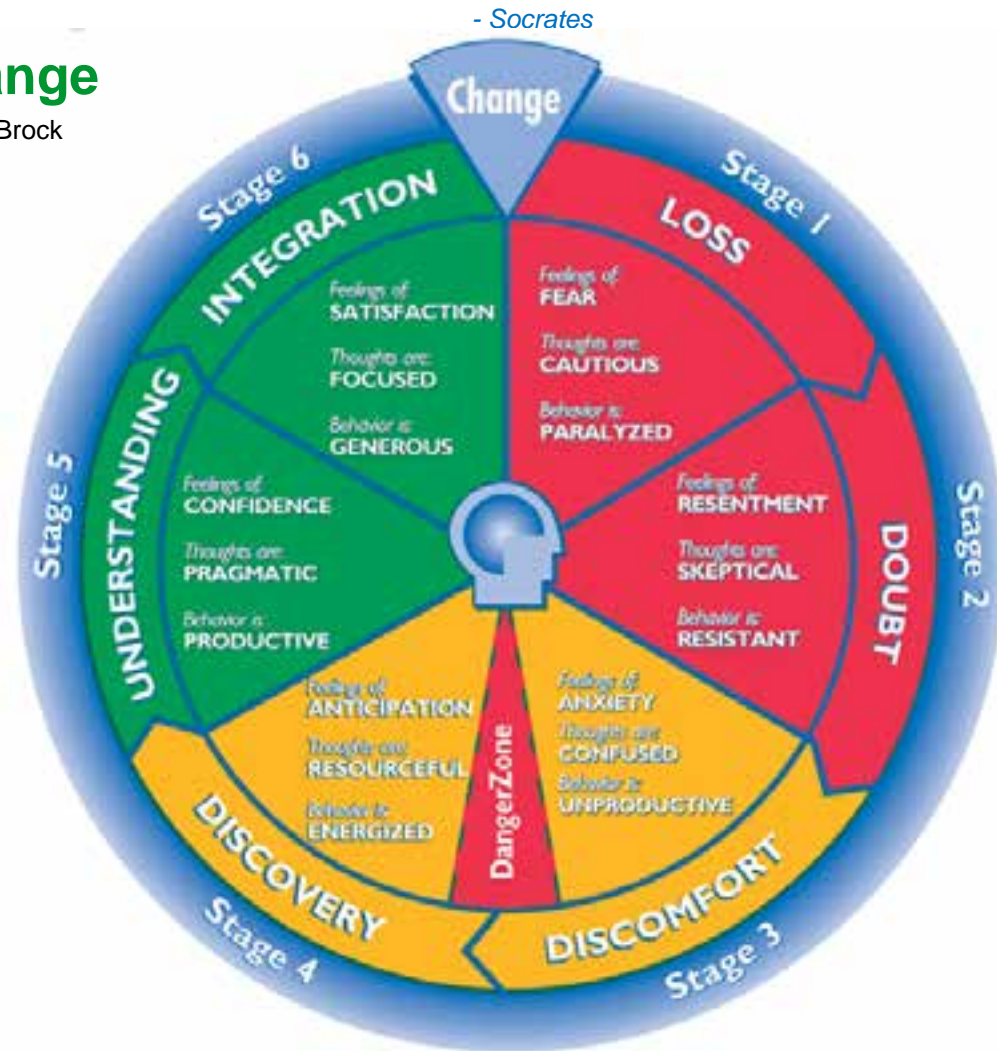 - Socrates
ange
Brock
Change
Stage 1
LOSS
Feelings of:
FEAR
Thoughts are:
CAUTIOUS
Behavior is:
PARALYZED
Stage 2
DOUBT
Feelings of:
RESENTMENT
Thoughts are:
SKEPTICAL
Behavior is:
RESISTANT
Stage 3
DISCOMFORT
Feelings of:
ANXIETY
Thoughts are:
CONFUSED
Behavior is:
UNPRODUCTIVE
DangerZone
Stage 4
DISCOVERY
Feelings of:
ANTICIPATION
Thoughts are:
RESOURCEFUL
Behavior is:
ENERGIZED
Stage 5
UNDERSTANDING
Feelings of:
CONFIDENCE
Thoughts are:
PRAGMATIC
Behavior is:
PRODUCTIVE
Stage 6
INTEGRATION
Feelings of:
SATISFACTION
Thoughts are:
FOCUSED
Behavior is:
GENEROUS